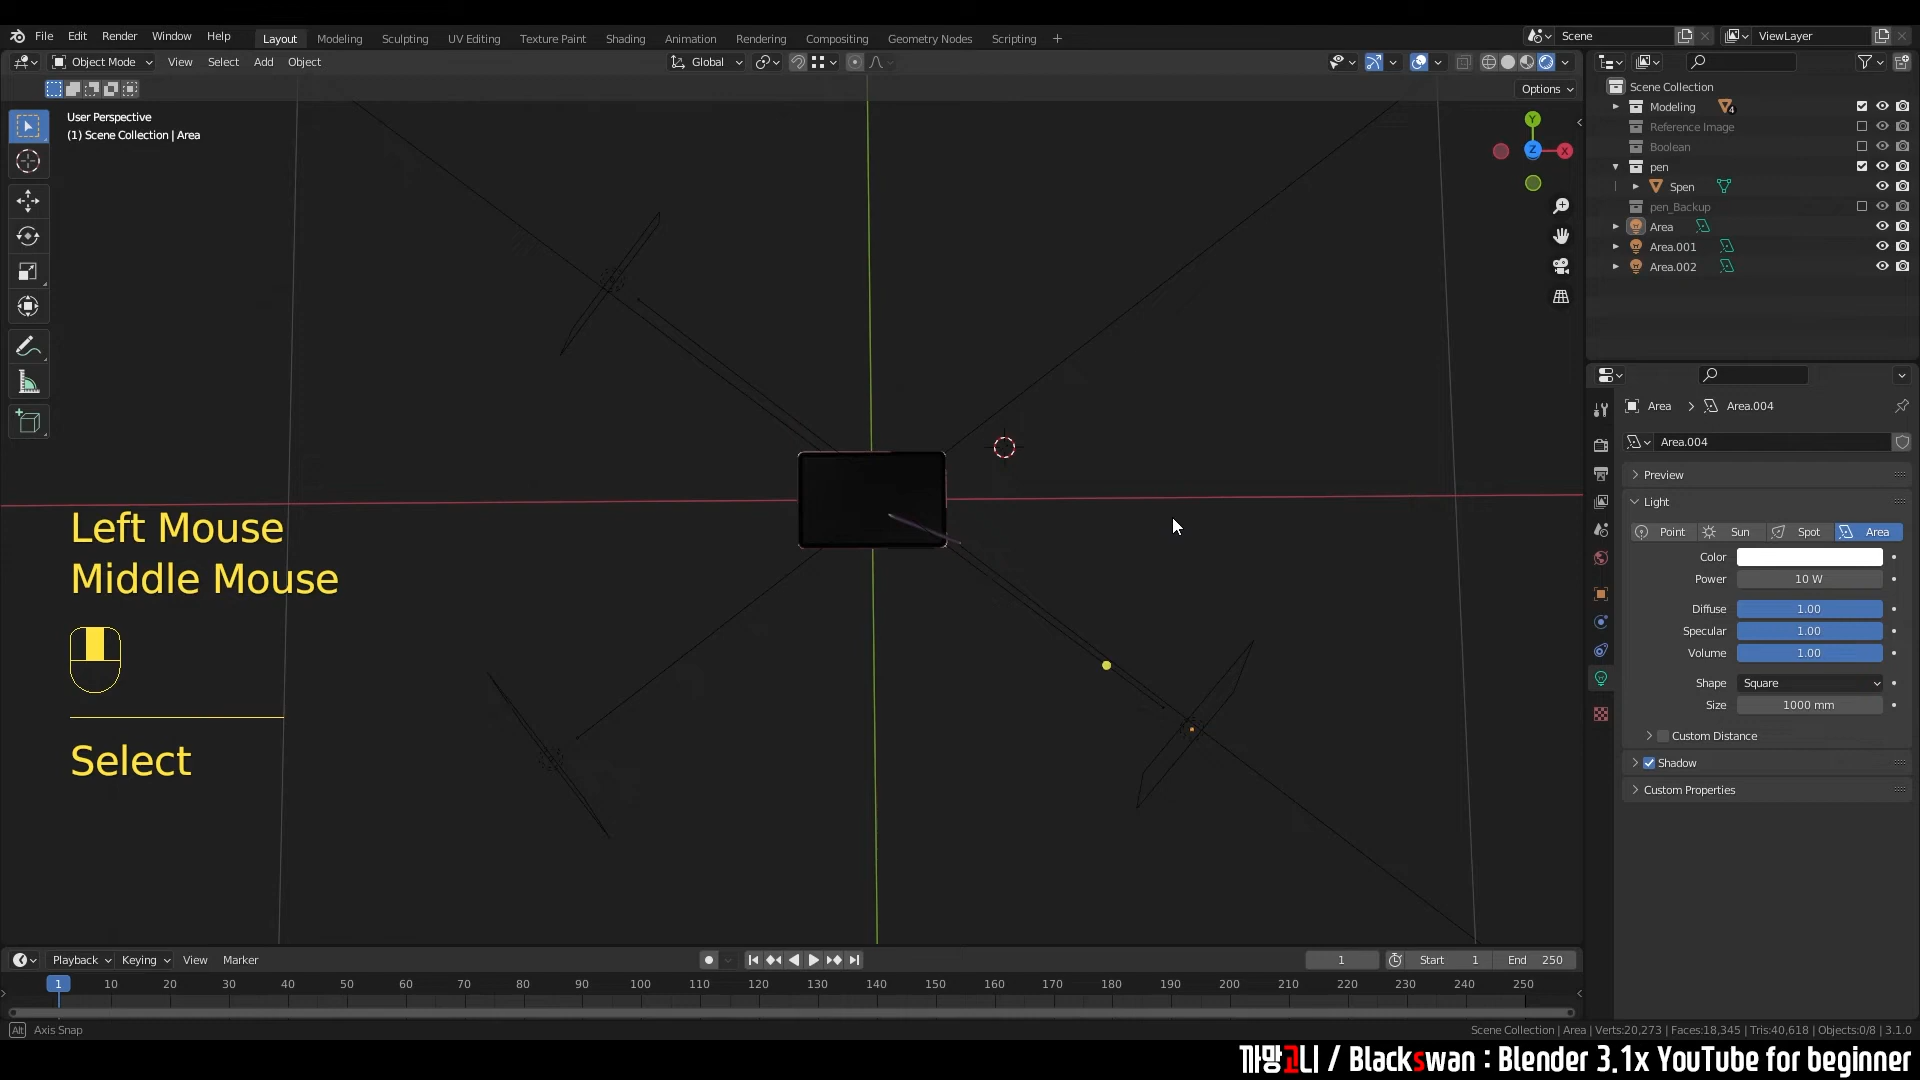 File Edit Render Window Help
Layout Modeling Sculpting UV Editing Texture Paint Shading Animation Rendering Compositing Geometry Nodes Scripting +
Scene
ViewLayer
Object Mode View Select Add Object
Global
Options
User Perspective
(1) Scene Collection | Area
Y
Z
X
Scene Collection
Modeling 4
Reference Image
Boolean
pen
Spen
pen_Backup
Area
Area.001
Area.002
Area > Area.004
Area.004
Preview
Light
Point Sun Spot Area
Color
Power 10 W
Diffuse 1.00
Specular 1.00
Volume 1.00
Shape Square
Size 1000 mm
Custom Distance
Shadow
Custom Properties
Left Mouse
Middle Mouse
Select
Playback Keying View Marker
1
Start 1
End 250
1 10 20 30 40 50 60 70 80 90 100 110 120 130 140 150 160 170 180 190 200 210 220 230 240 250
Alt Axis Snap
Scene Collection | Area | Verts:20,273 | Faces:18,345 | Tris:40,618 | Objects:0/8 | 3.1.0
까망고니 / Blackswan : Blender 3.1x YouTube for beginner